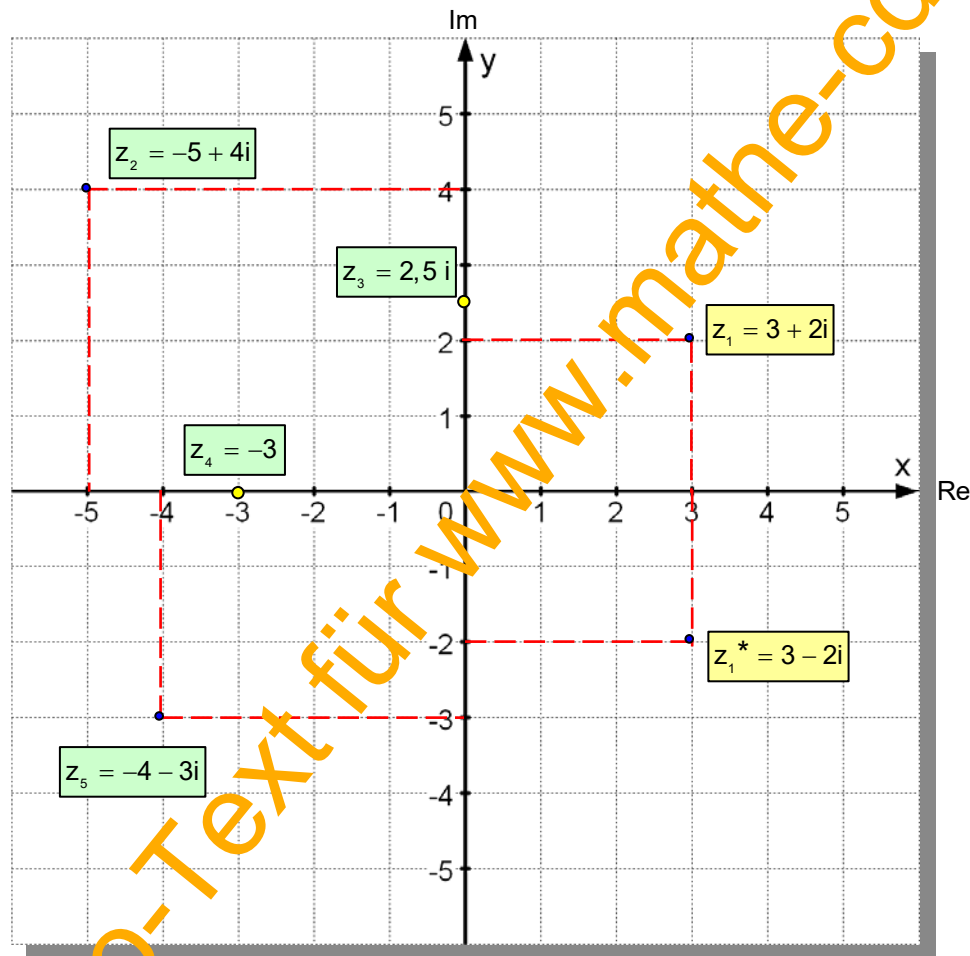 Im
y
5
z₂ = −5 + 4i
4
z₃ = 2,5 i
z₁ = 3 + 2i
2
1
z₄ = −3
x
Re
-5 -4 -3 -2 -1 0 1 2 3 4 5
-1
-2
z₁* = 3 − 2i
-3
z₅ = −4 − 3i
-4
-5
o-Text für www.mathe-c